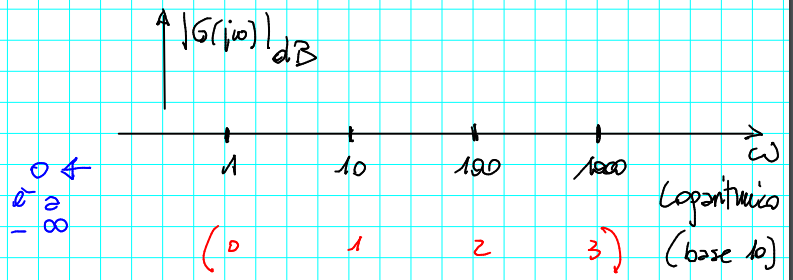 |G(jω)|dB
ω
1 10 100 1000
0 ←
è a
- ∞
Logaritmico
(base 10)
(0 1 2 3)